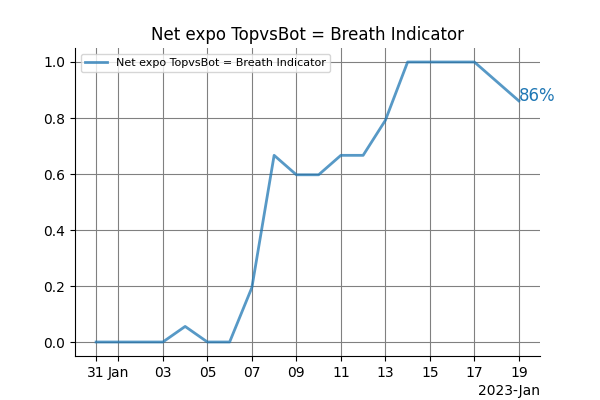 Net expo TopvsBot = Breath Indicator
Net expo TopvsBot = Breath Indicator
1.0
0.8
0.6
0.4
0.2
0.0
86%
31 Jan 03 05 07 09 11 13 15 17 19
2023-Jan